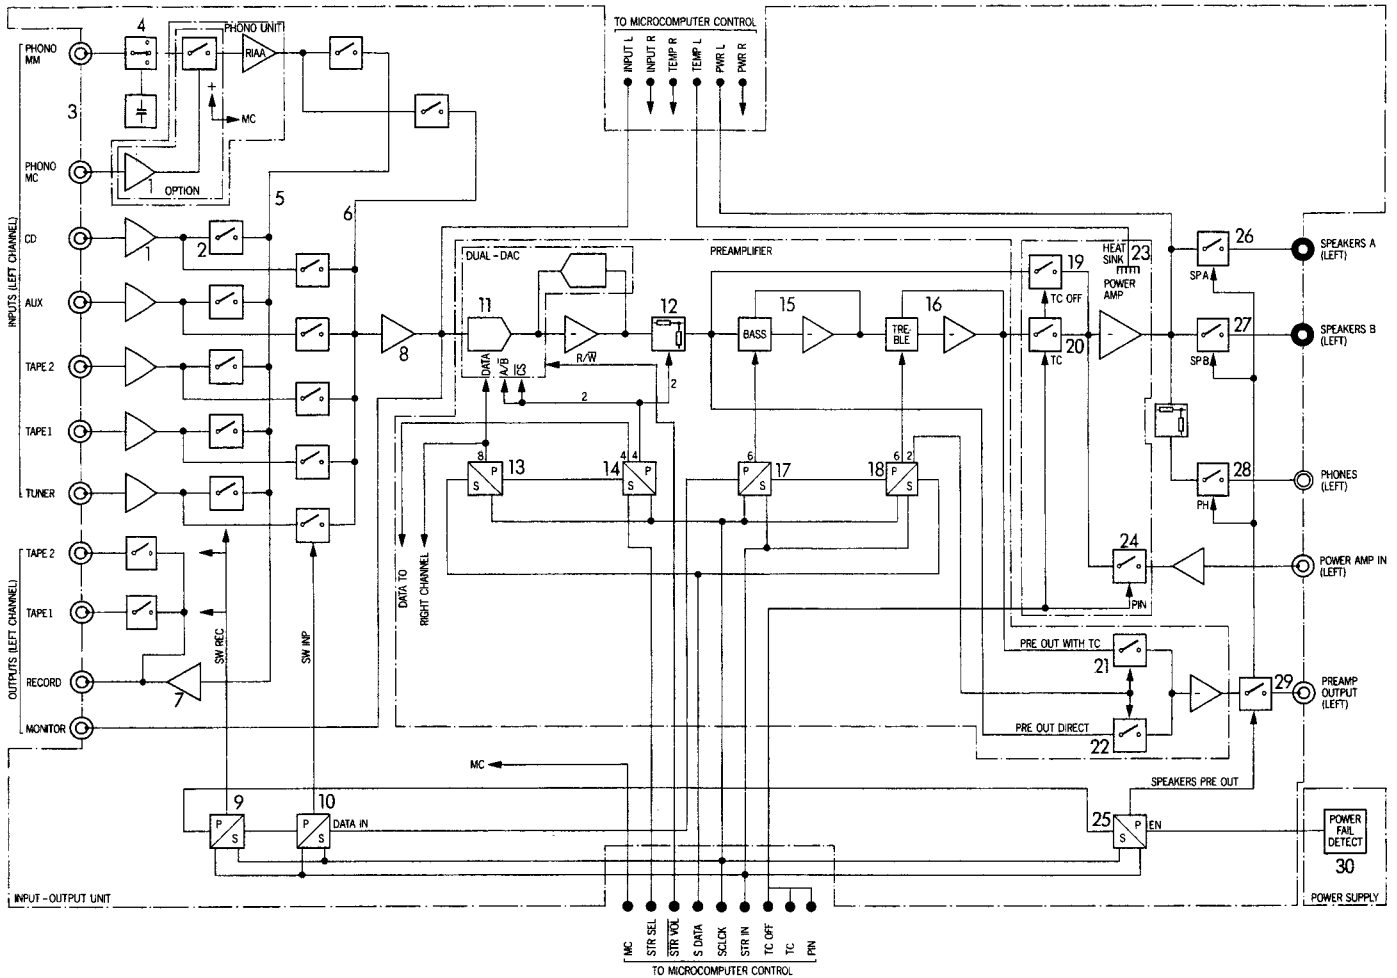 TO MICROCOMPUTER CONTROL
INPUT L
INPUT R
TEMP R
TEMP L
PWR L
PWR R
PHONO MM
4
PHONO UNIT
RIAA
+
MC
3
PHONO MC
1
OPTION
5
6
INPUTS (LEFT CHANNEL)
CD
1
2
AUX
TAPE 2
TAPE 1
TUNER
8
DUAL-DAC
PREAMPLIFIER
11
DATA
A/B̅
C̅S̅
-
R/W̅
12
2
2
15
BASS
-
16
TRE-
BLE
-
19
TC OFF
20
TC
HEAT
SINK
23
POWER
AMP
-
26
SPA
SPEAKERS A
(LEFT)
27
SPB
SPEAKERS B
(LEFT)
8
P
S
13
14
4 4
P
S
6
P
S
17
18
6 2
P
S
28
PH
PHONES
(LEFT)
24
PIN
POWER AMP IN
(LEFT)
OUTPUTS (LEFT CHANNEL)
TAPE 2
TAPE 1
SW REC
SW INP
DATA TO
RIGHT CHANNEL
RECORD
7
MONITOR
PRE OUT WITH TC
21
PRE OUT DIRECT
22
-
29
PREAMP
OUTPUT
(LEFT)
MC
SPEAKERS PRE OUT
9
P
S
10
P
S
DATA IN
25
P
S
EN
POWER
FAIL
DETECT
30
INPUT-OUTPUT UNIT
POWER SUPPLY
MC
STR SEL
S̅T̅R̅ V̅O̅L̅
S DATA
SCLCK
STR IN
TC OFF
TC
PIN
TO MICROCOMPUTER CONTROL